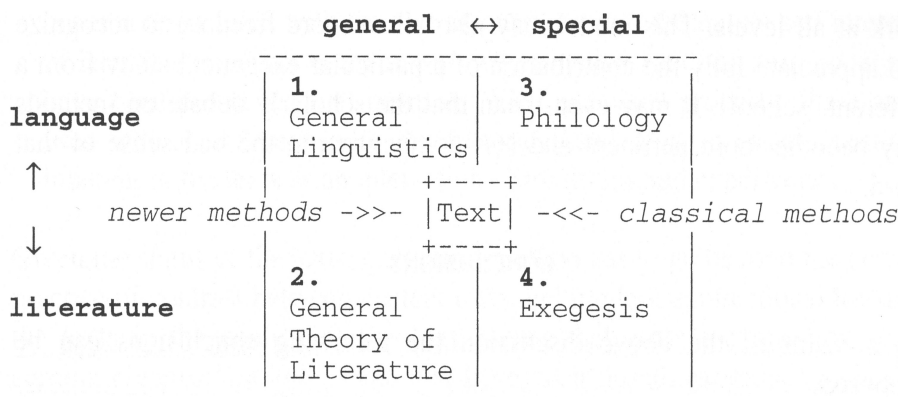 general ↔ special
1. 3.
language General Philology
Linguistics
↑
newer methods ->>- |Text| -<<- classical methods
↓
2. 4.
literature General Exegesis
Theory of
Literature